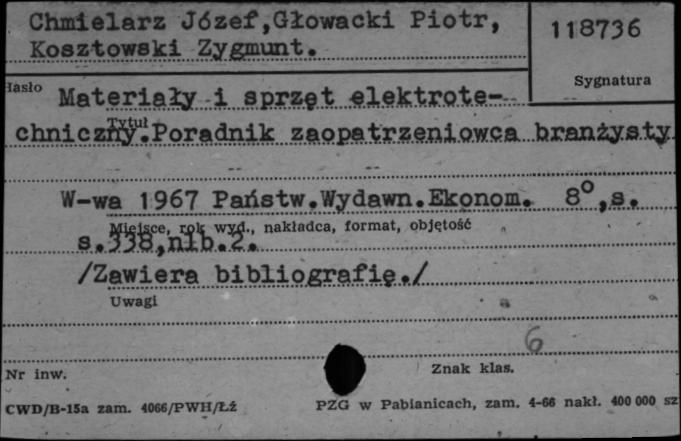 Chmielarz Józef,Głowacki Piotr,
Kosztowski Zygmunt.
118736
Sygnatura
Hasło
Materiały i sprzęt elektrote-
chniczny.Poradnik zaopatrzeniowca branżysty
Tytuł
W-wa 1967 Państw.Wydawn.Ekonom. 8°,s.
Miejsce, rok wyd., nakładca, format, objętość
s.338,nlb.2.
/Zawiera bibliografię./
Uwagi
6
Nr inw.
Znak klas.
CWD/B-15a zam. 4066/PWH/Łż
PZG w Pabianicach, zam. 4-66 nakł. 400 000 sz